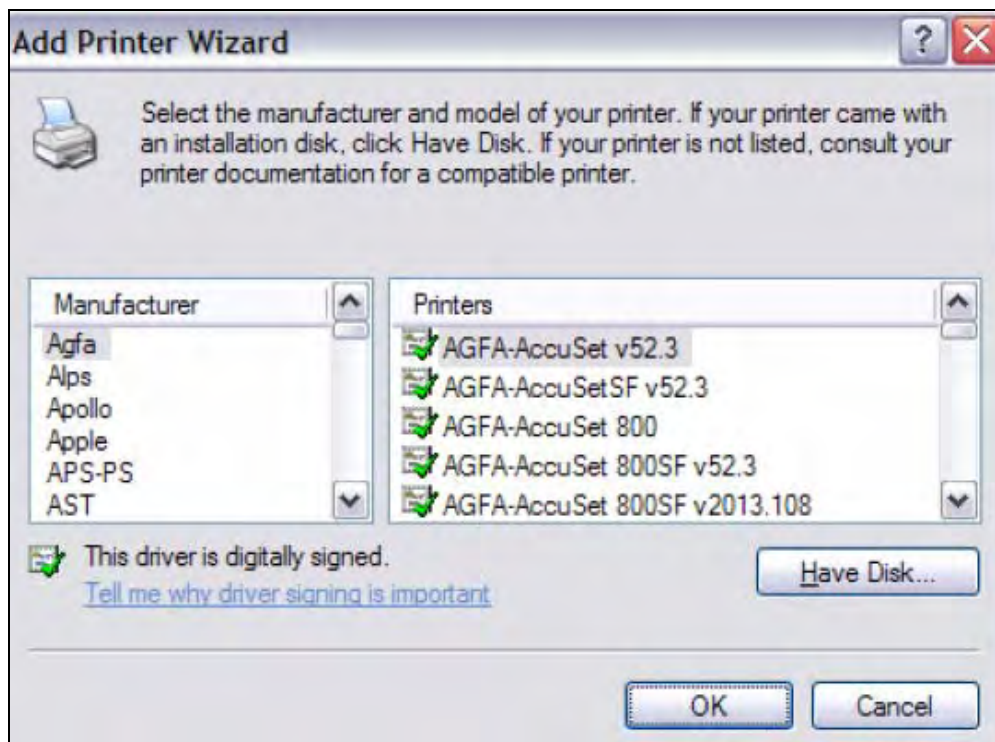 Add Printer Wizard
?
Select the manufacturer and model of your printer. If your printer came with
an installation disk, click Have Disk. If your printer is not listed, consult your
printer documentation for a compatible printer.
Manufacturer
Agfa
Alps
Apollo
Apple
APS-PS
AST
Printers
AGFA-AccuSet v52.3
AGFA-AccuSetSF v52.3
AGFA-AccuSet 800
AGFA-AccuSet 800SF v52.3
AGFA-AccuSet 800SF v2013.108
This driver is digitally signed.
Tell me why driver signing is important
Have Disk...
OK
Cancel